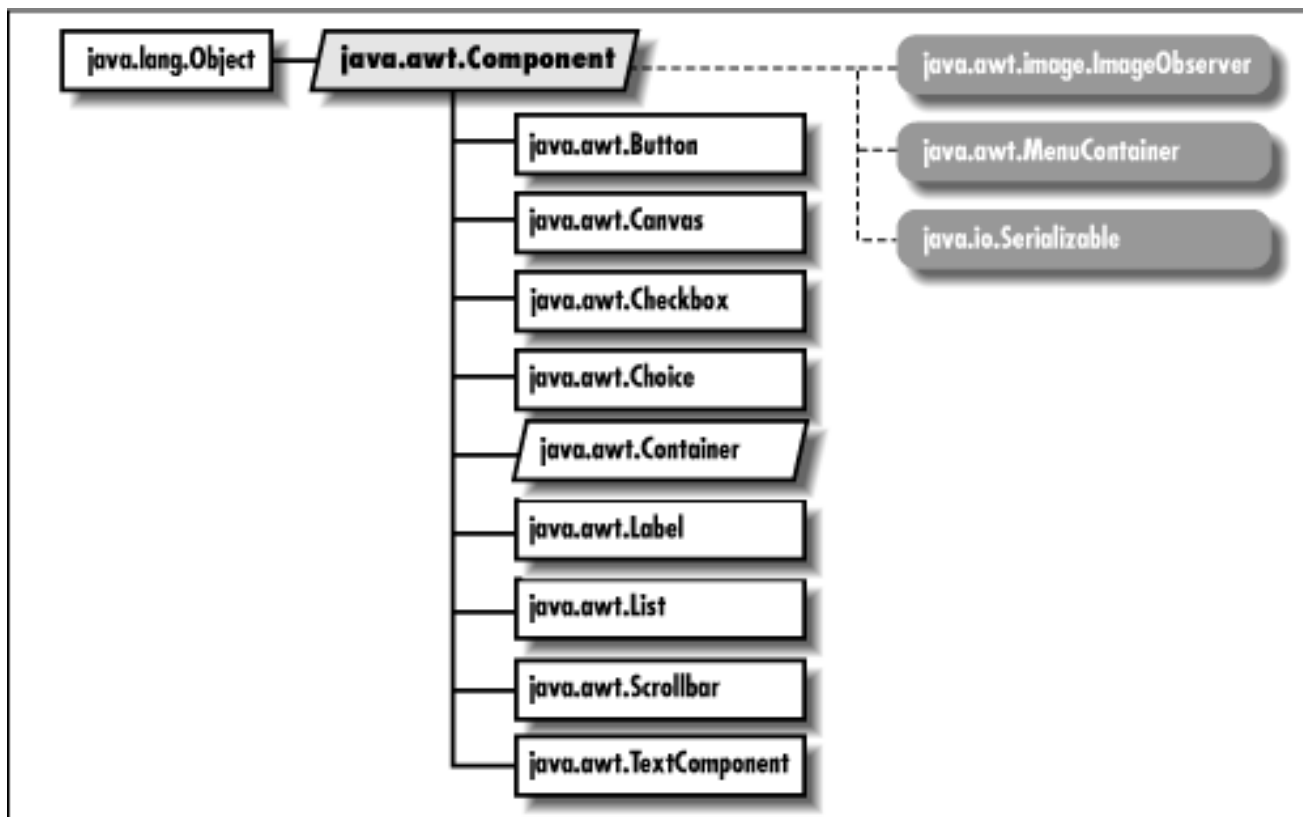 java.lang.Object
java.awt.Component
java.awt.image.ImageObserver
java.awt.Button
java.awt.MenuContainer
java.awt.Canvas
java.io.Serializable
java.awt.Checkbox
java.awt.Choice
java.awt.Container
java.awt.Label
java.awt.List
java.awt.Scrollbar
java.awt.TextComponent